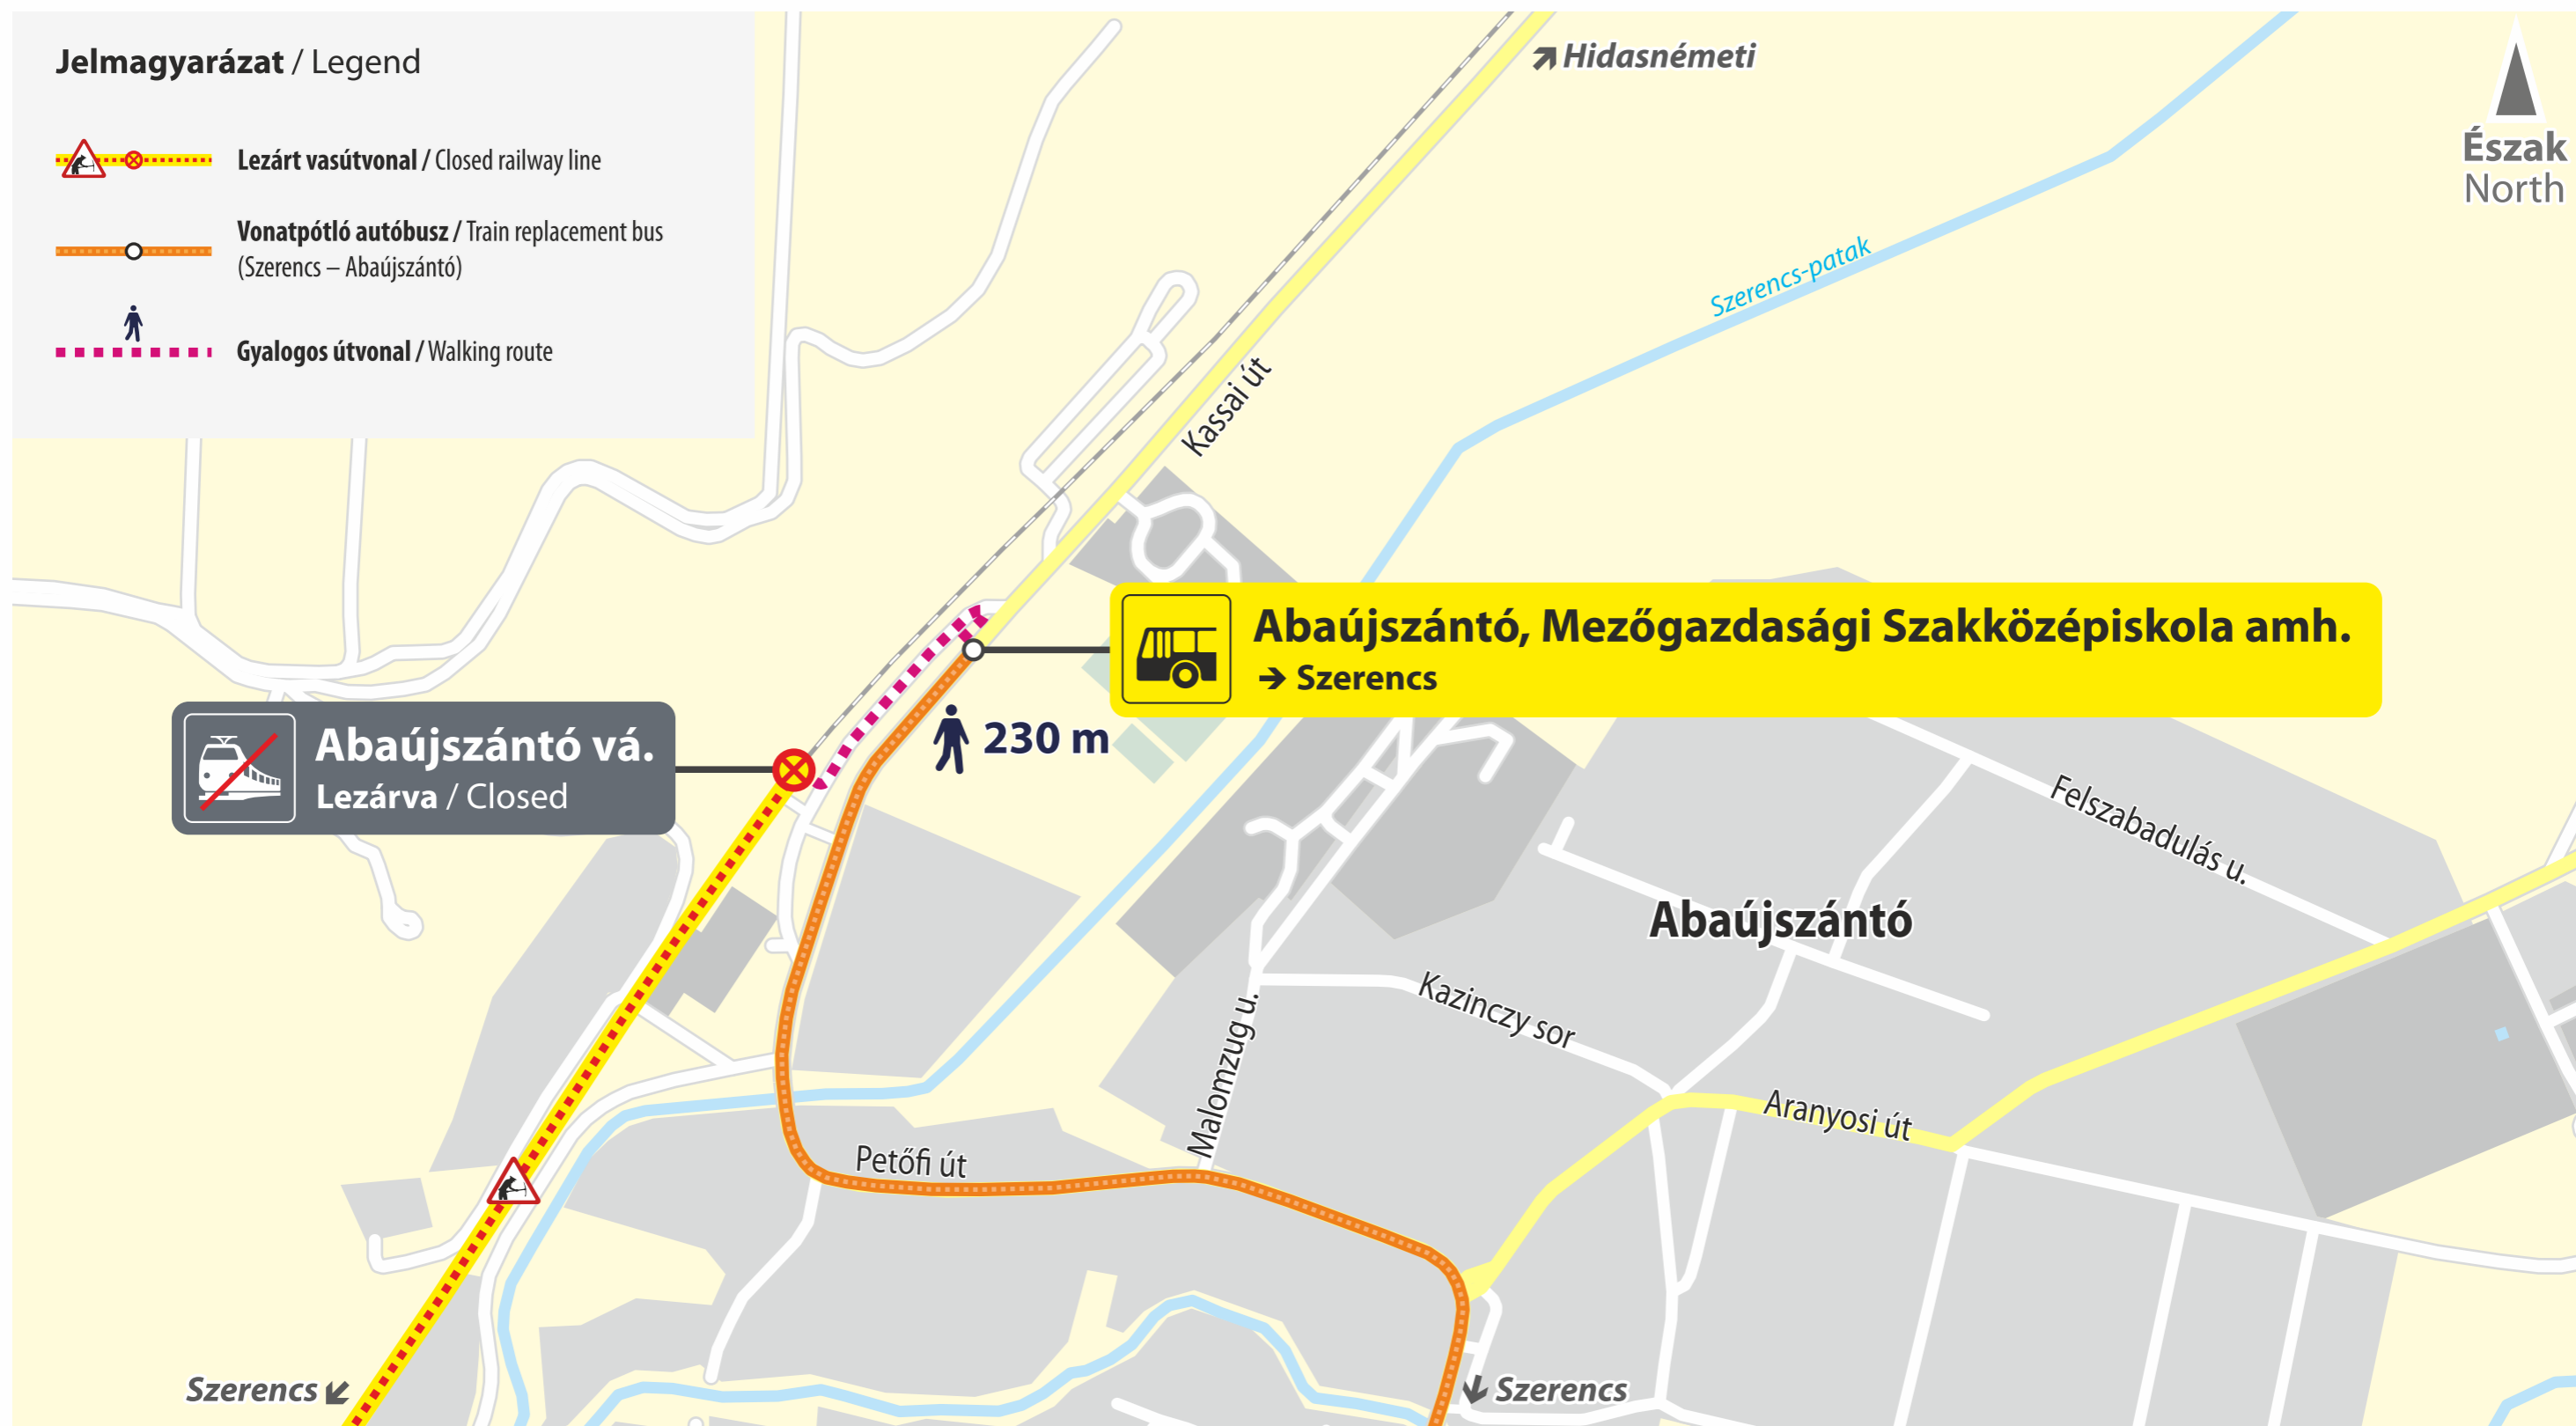 Jelmagyarázat / Legend
Lezárt vasútvonal / Closed railway line
Vonatpótló autóbusz / Train replacement bus
(Szerencs – Abaújszántó)
Gyalogos útvonal / Walking route
Hidasnémeti
Észak
North
Szerencs-patak
Kassai út
Abaújszántó, Mezőgazdasági Szakközépiskola amh.
→ Szerencs
230 m
Abaújszántó vá.
Lezárva / Closed
Felszabadulás u.
Abaújszántó
Kazinczy sor
Malomzug u.
Aranyosi út
Petőfi út
Szerencs
Szerencs